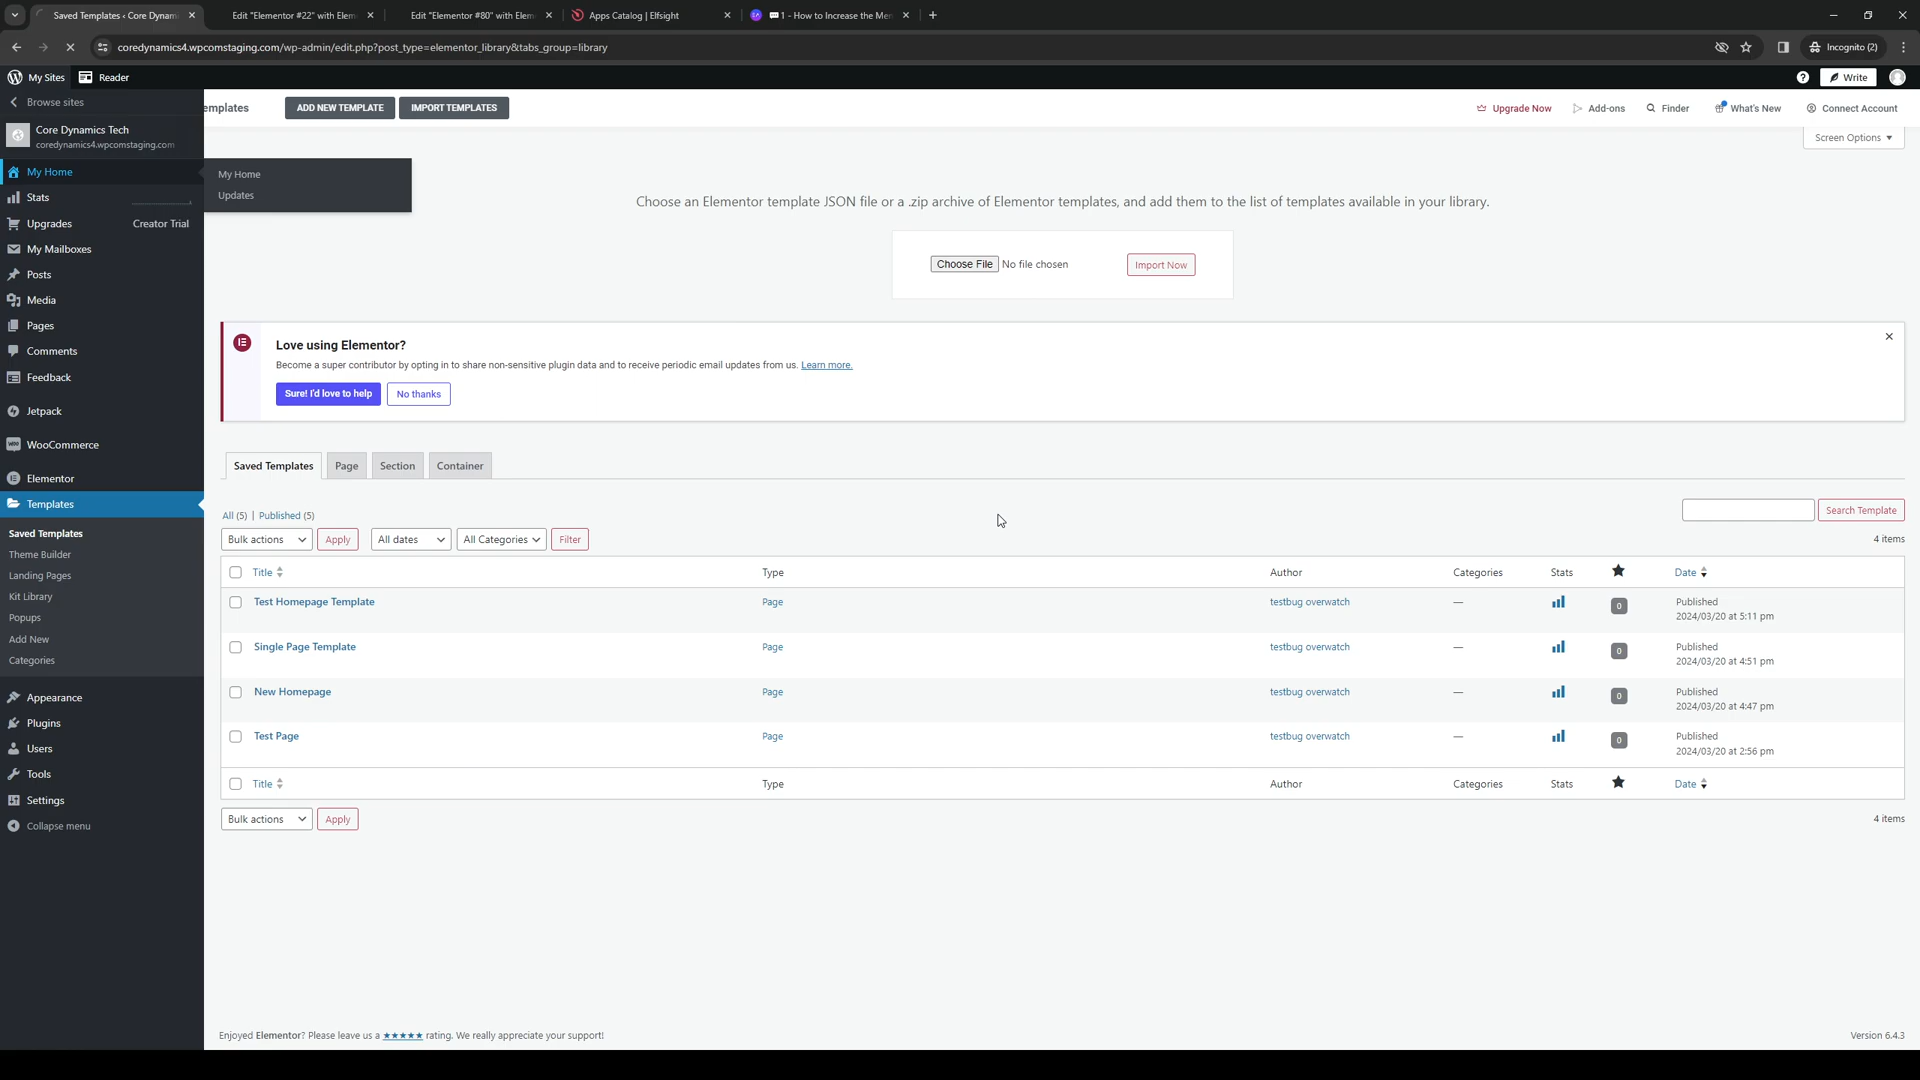 Saved Templates ‹ Core Dynam
Edit "Elementor #22" with Elem
Edit "Elementor #80" with Elem
Apps Catalog | Elfsight
1 - How to Increase the Mem
coredynamics4.wpcomstaging.com/wp-admin/edit.php?post_type=elementor_library&tabs_group=library
Incognito (2)
My Sites
Reader
Write
Browse sites
emplates
ADD NEW TEMPLATE
IMPORT TEMPLATES
Upgrade Now
Add-ons
Finder
What's New
Connect Account
Core Dynamics Tech
coredynamics4.wpcomstaging.com
Screen Options
My Home
My Home
Updates
Stats
Upgrades
Creator Trial
My Mailboxes
Posts
Media
Pages
Comments
Feedback
Jetpack
WooCommerce
Elementor
Templates
Saved Templates
Theme Builder
Landing Pages
Kit Library
Popups
Add New
Categories
Appearance
Plugins
Users
Tools
Settings
Collapse menu
Choose an Elementor template JSON file or a .zip archive of Elementor templates, and add them to the list of templates available in your library.
Choose File No file chosen
Import Now
Love using Elementor?
Become a super contributor by opting in to share non-sensitive plugin data and to receive periodic email updates from us. Learn more.
Sure! I'd love to help
No thanks
Saved Templates
Page
Section
Container
All (5) | Published (5)
Search Template
Bulk actions
Apply
All dates
All Categories
Filter
4 items
Title
Type
Author
Categories
Stats
Date
Test Homepage Template
Page
testbug overwatch
—
0
Published
2024/03/20 at 5:11 pm
Single Page Template
Page
testbug overwatch
—
0
Published
2024/03/20 at 4:51 pm
New Homepage
Page
testbug overwatch
—
0
Published
2024/03/20 at 4:47 pm
Test Page
Page
testbug overwatch
—
0
Published
2024/03/20 at 2:56 pm
Title
Type
Author
Categories
Stats
Date
Bulk actions
Apply
4 items
Enjoyed Elementor? Please leave us a ★★★★★ rating. We really appreciate your support!
Version 6.4.3